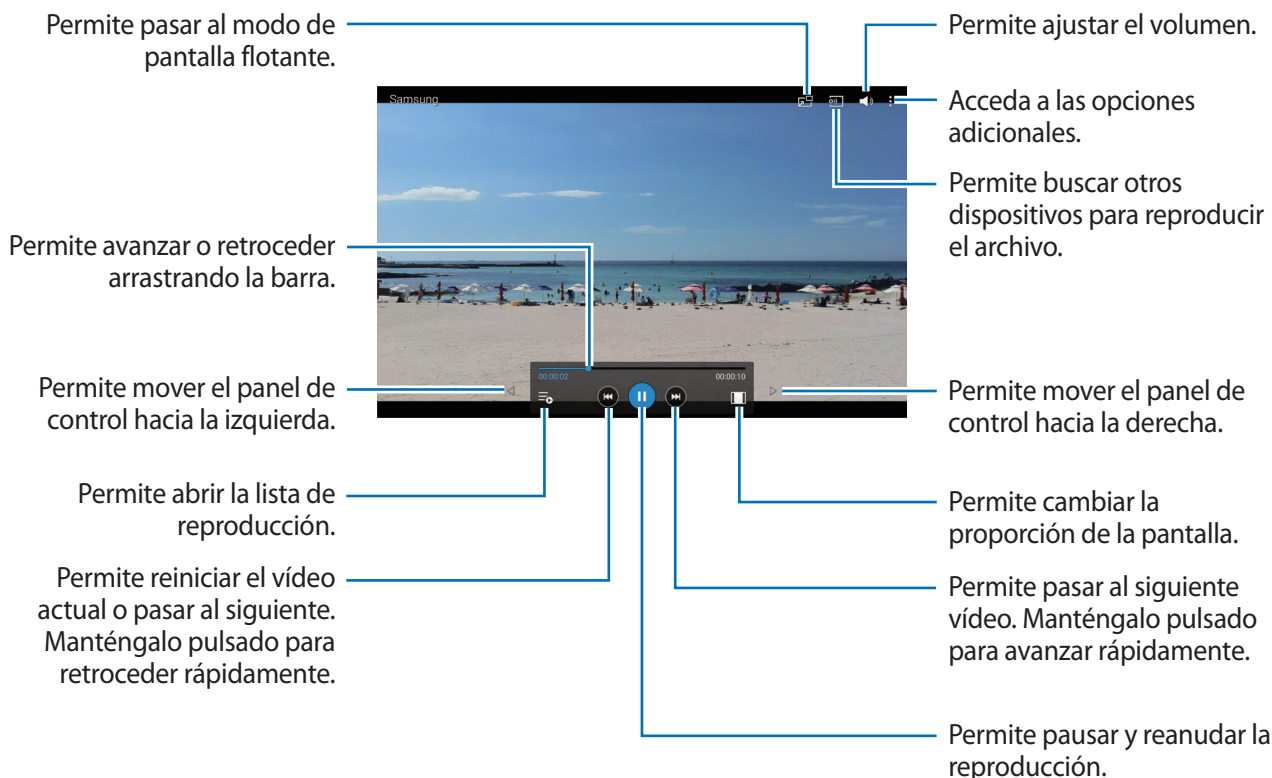 Permite pasar al modo de
pantalla flotante.
Permite ajustar el volumen.
Samsung
Acceda a las opciones
adicionales.
Permite buscar otros
dispositivos para reproducir
el archivo.
Permite avanzar o retroceder
arrastrando la barra.
00:00:02
00:00:10
Permite mover el panel de
control hacia la izquierda.
Permite mover el panel de
control hacia la derecha.
Permite abrir la lista de
reproducción.
Permite cambiar la
proporción de la pantalla.
Permite reiniciar el vídeo
actual o pasar al siguiente.
Manténgalo pulsado para
retroceder rápidamente.
Permite pasar al siguiente
vídeo. Manténgalo pulsado
para avanzar rápidamente.
Permite pausar y reanudar la
reproducción.